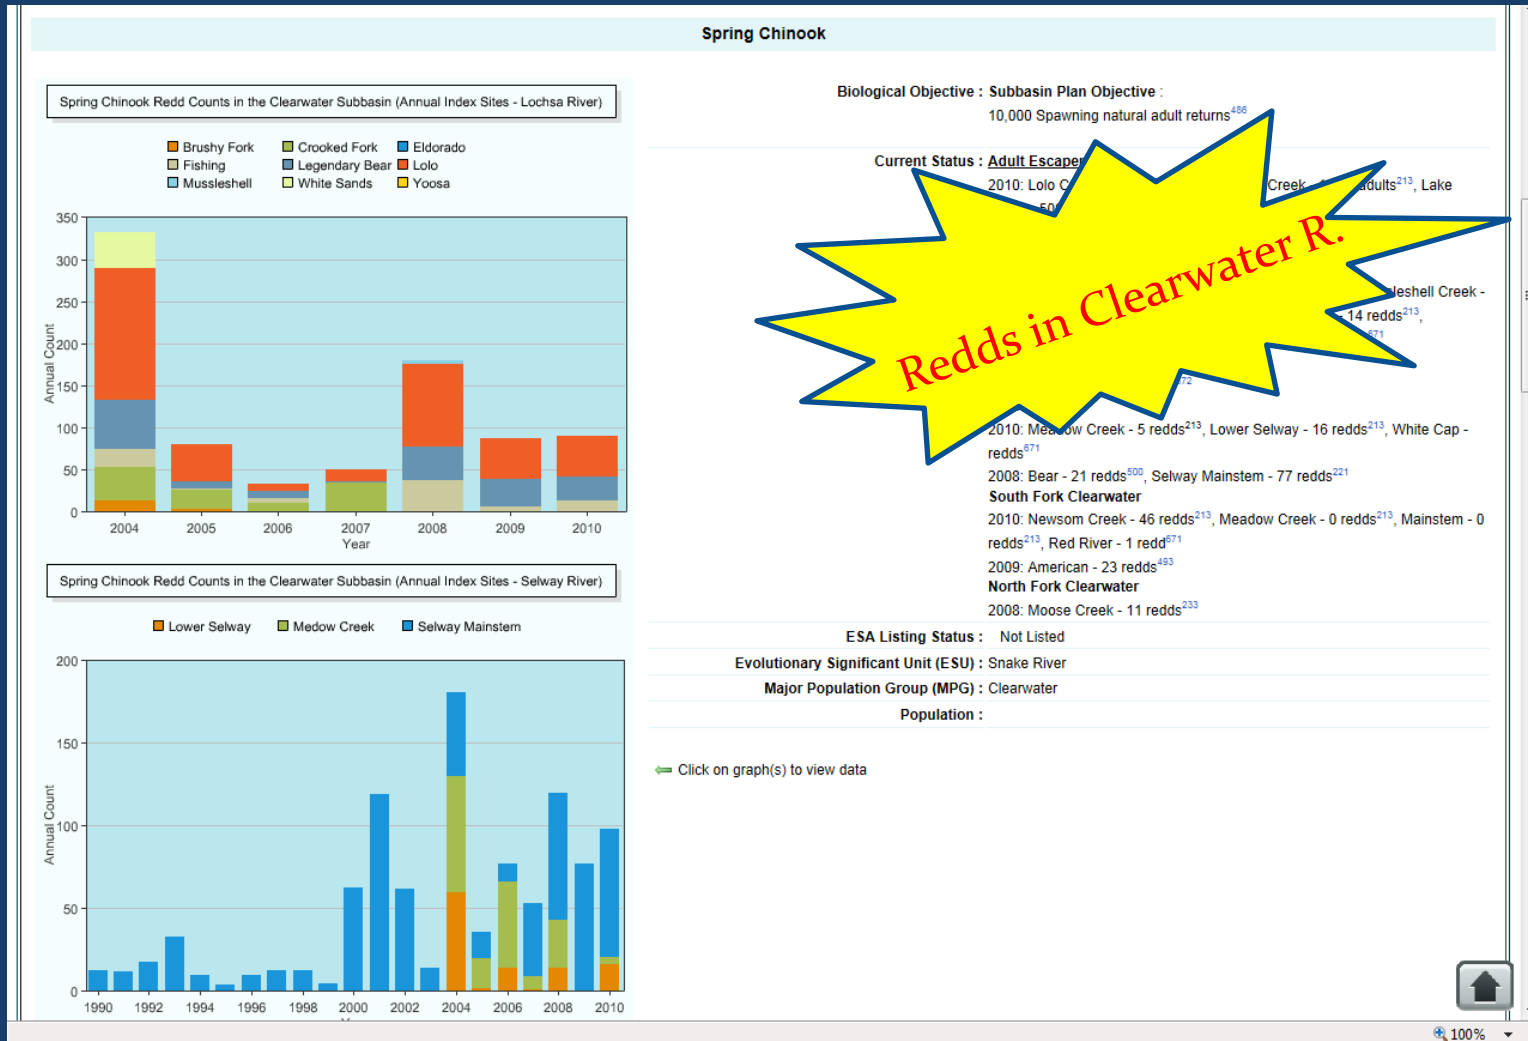 Spring Chinook
Spring Chinook Redd Counts in the Clearwater Subbasin (Annual Index Sites - Lochsa River)
Brushy Fork Crooked Fork Eldorado
Fishing Legendary Bear Lolo
Mussleshell White Sands Yoosa
350
300
250
200
150
100
50
0
Annual Count
2004 2005 2006 2007 2008 2009 2010
Year
Spring Chinook Redd Counts in the Clearwater Subbasin (Annual Index Sites - Selway River)
Lower Selway Medow Creek Selway Mainstem
200
150
100
50
0
Annual Count
1990 1992 1994 1996 1998 2000 2002 2004 2006 2008 2010
Biological Objective : Subbasin Plan Objective :
10,000 Spawning natural adult returns486
Current Status : Adult
2010: Lolo Creek - adults213, Lake
Redds in Clearwater R.
Creek -
14 redds213,
671
2010: Meadow Creek - 5 redds213, Lower Selway - 16 redds213, White Cap -
redds671
2008: Bear - 21 redds500, Selway Mainstem - 77 redds221
South Fork Clearwater
2010: Newsom Creek - 46 redds213, Meadow Creek - 0 redds213, Mainstem - 0
redds213, Red River - 1 redd671
2009: American - 23 redds493
North Fork Clearwater
2008: Moose Creek - 11 redds233
ESA Listing Status : Not Listed
Evolutionary Significant Unit (ESU) : Snake River
Major Population Group (MPG) : Clearwater
Population :
Click on graph(s) to view data
100%